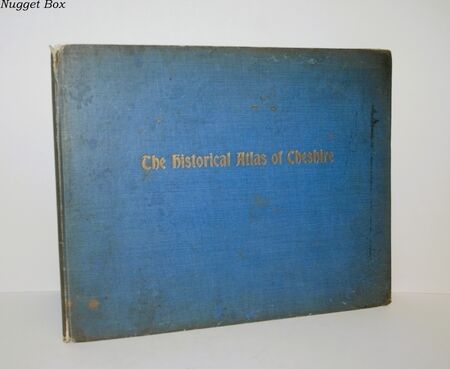 Nugget Box
The Historical Atlas of Cheshire